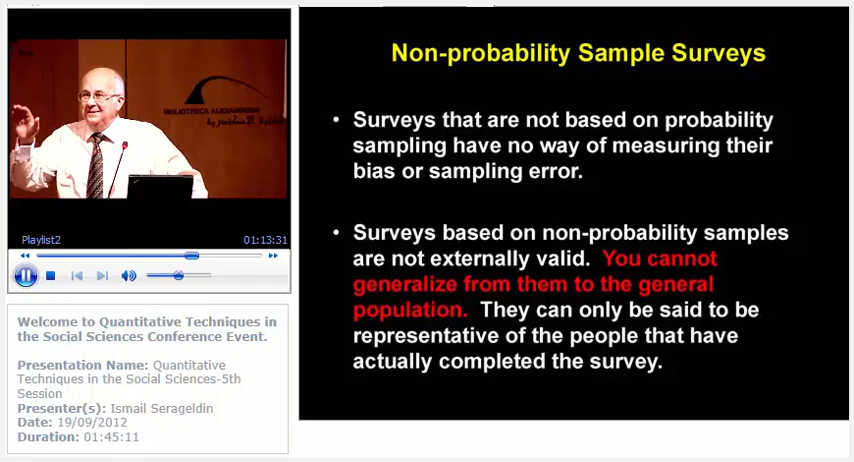 BIBLIOTHECA ALEXANDRINA
Playlist2
01:13:31
Welcome to Quantitative Techniques in
the Social Sciences Conference Event.
Presentation Name: Quantitative
Techniques in the Social Sciences-5th
Session
Presenter(s): Ismail Serageldin
Date: 19/09/2012
Duration: 01:45:11
Non-probability Sample Surveys
• Surveys that are not based on probability
sampling have no way of measuring their
bias or sampling error.
• Surveys based on non-probability samples
are not externally valid. You cannot
generalize from them to the general
population. They can only be said to be
representative of the people that have
actually completed the survey.